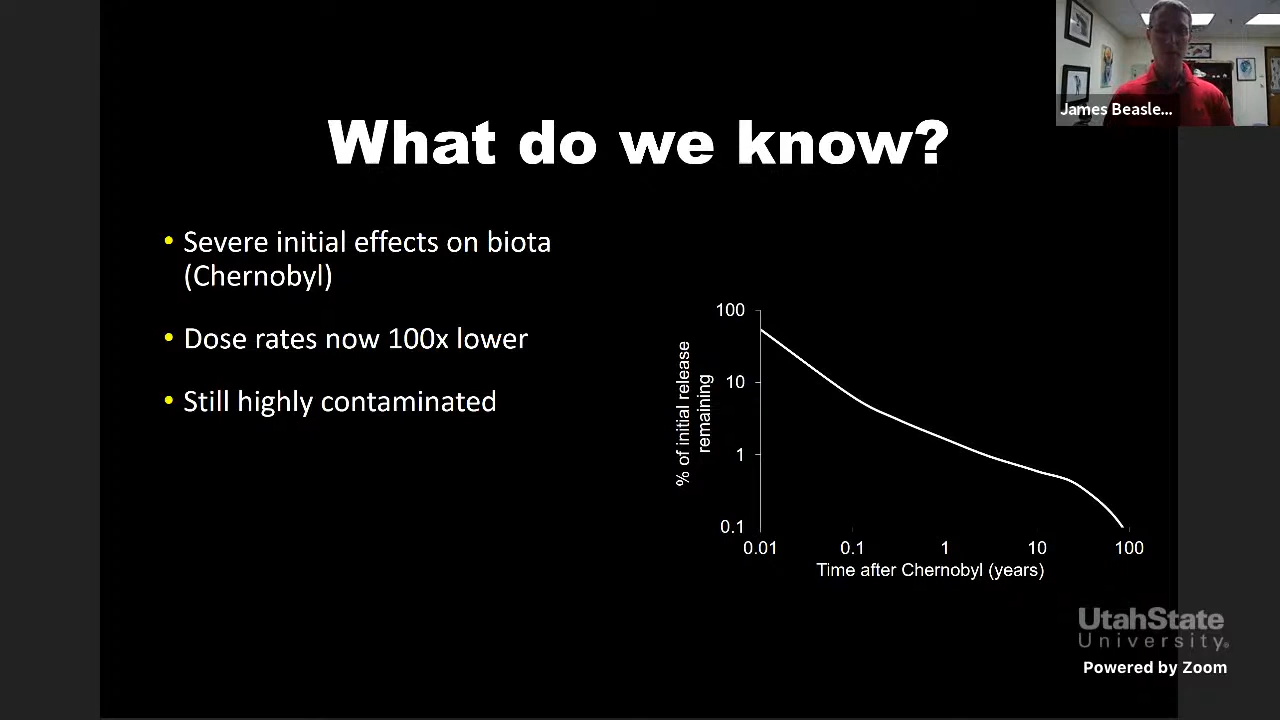 James Beasle...
What do we know?
• Severe initial effects on biota
(Chernobyl)
• Dose rates now 100x lower
• Still highly contaminated
% of initial release
remaining
100
10
1
0.1
0.01 0.1 1 10 100
Time after Chernobyl (years)
UtahState
University®
Powered by Zoom